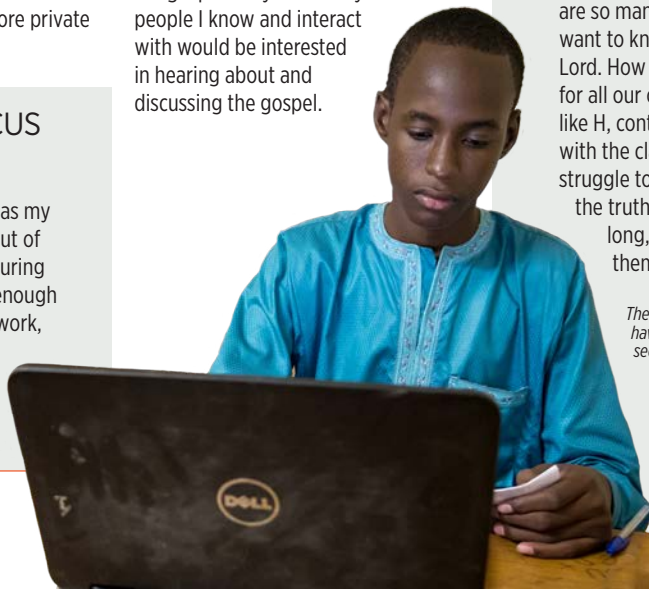 ore private
CUS
as my
ut of
uring
enough
work,
people I know and interact
with would be interested
in hearing about and
discussing the gospel.
are so man
want to kn
Lord. How
for all our
like H, cont
with the cl
struggle to
the truth
long,
then
The
hav
DELL